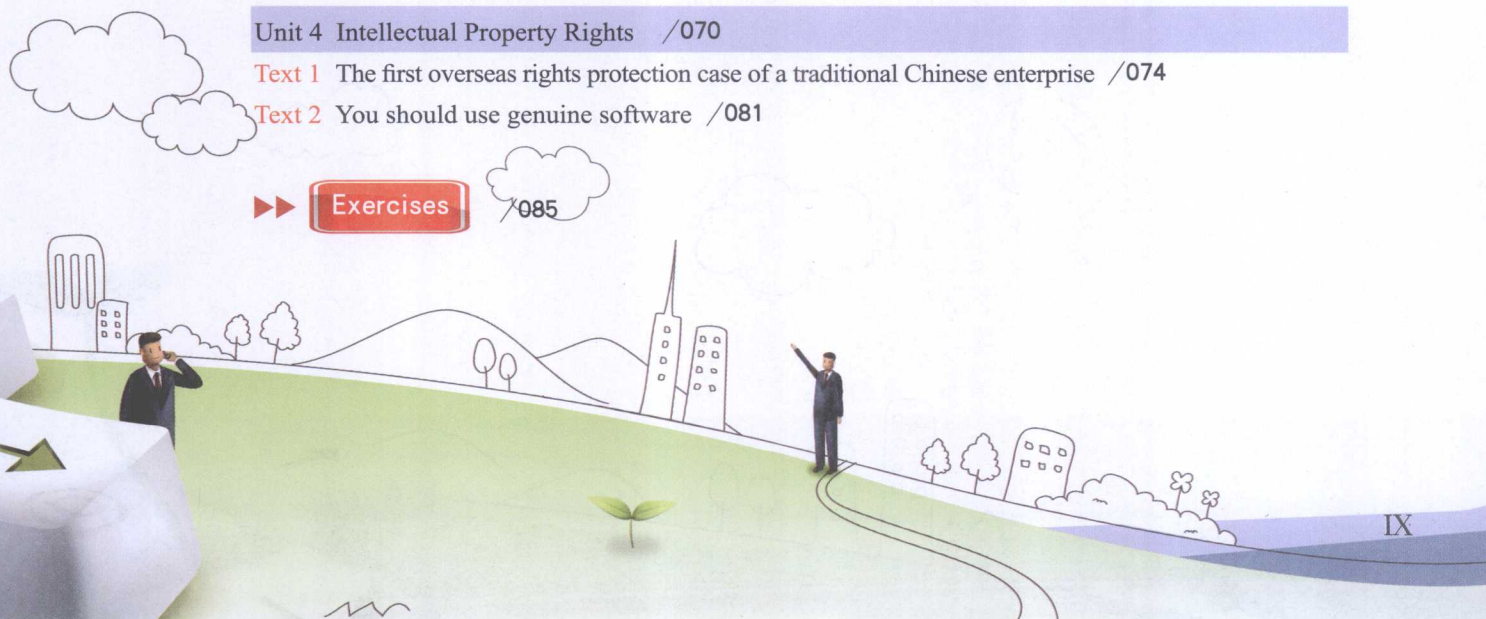 Unit 4 Intellectual Property Rights /070
Text 1 The first overseas rights protection case of a traditional Chinese enterprise /074
Text 2 You should use genuine software /081
Exercises /085
IX